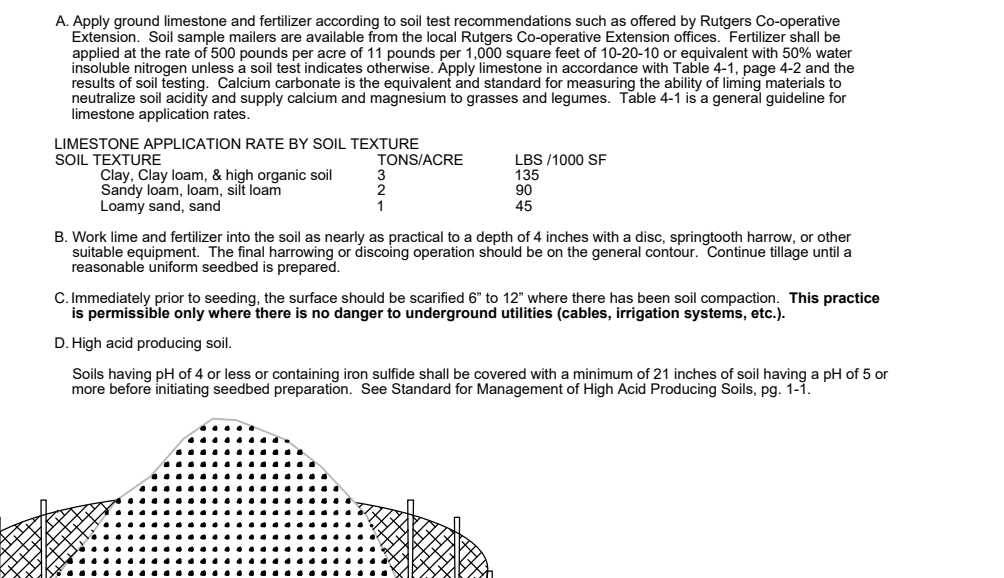 A. Apply ground limestone and fertilizer according to soil test recommendations such as offered by Rutgers Co-operative
Extension.  Soil sample mailers are available from the local Rutgers Co-operative Extension offices.  Fertilizer shall be
applied at the rate of 500 pounds per acre of 11 pounds per 1,000 square feet of 10-20-10 or equivalent with 50% water
insoluble nitrogen unless a soil test indicates otherwise. Apply limestone in accordance with Table 4-1, page 4-2 and the
results of soil testing.  Calcium carbonate is the equivalent and standard for measuring the ability of liming materials to
neutralize soil acidity and supply calcium and magnesium to grasses and legumes.  Table 4-1 is a general guideline for
limestone application rates.
LIMESTONE APPLICATION RATE BY SOIL TEXTURE
SOIL TEXTURE TONS/ACRE LBS /1000 SF
Clay, Clay loam, & high organic soil 3 135
Sandy loam, loam, silt loam 2 90
Loamy sand, sand 1 45
B. Work lime and fertilizer into the soil as nearly as practical to a depth of 4 inches with a disc, springtooth harrow, or other
suitable equipment.  The final harrowing or discoing operation should be on the general contour.  Continue tillage until a
reasonable uniform seedbed is prepared.
C. Immediately prior to seeding, the surface should be scarified 6” to 12” where there has been soil compaction.  This practice
is permissible only where there is no danger to underground utilities (cables, irrigation systems, etc.).
D. High acid producing soil.
Soils having pH of 4 or less or containing iron sulfide shall be covered with a minimum of 21 inches of soil having a pH of 5 or
more before initiating seedbed preparation.  See Standard for Management of High Acid Producing Soils, pg. 1-1.